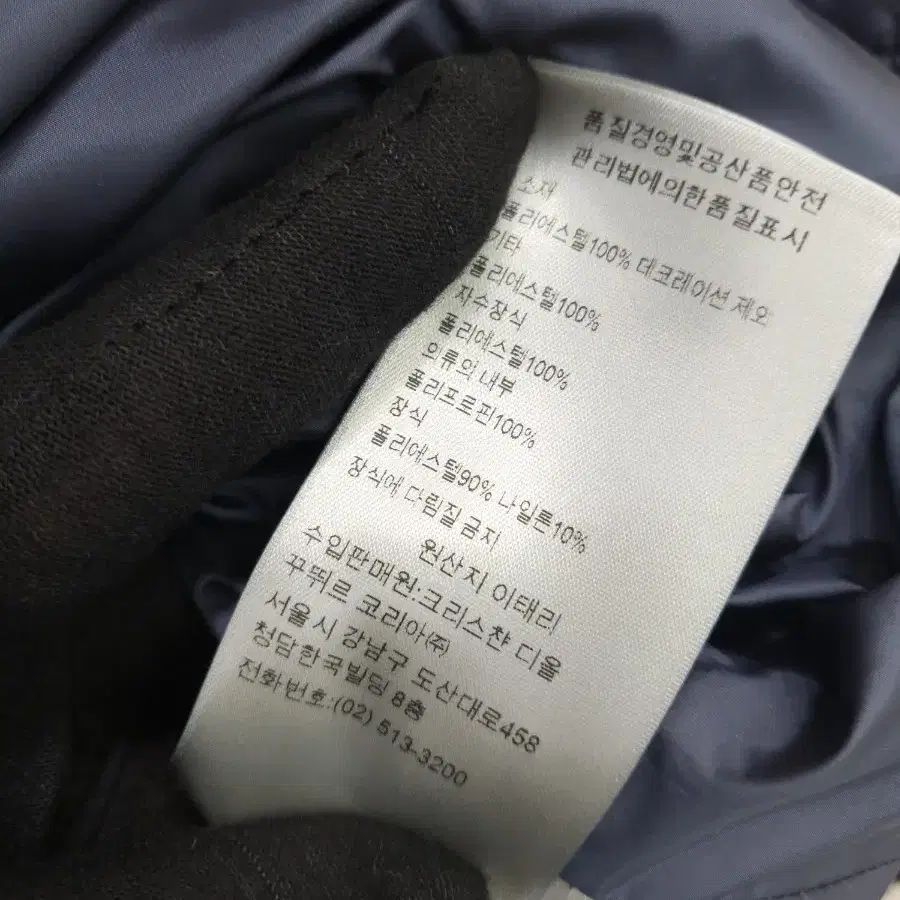 품질경영및공산품안전
관리법에의한품질표시
소재
폴리에스텔100% 데코레이션 제외
기타
폴리에스텔100%
자수장식
폴리에스텔100%
의류의내부
폴리프로핀100%
장식
폴리에스텔90% 나일론10%
장식에 다림질금지
원산지 이태리
수입판매원:크리스챤 디올
꾸뛰르 코리아(주)
서울시 강남구 도산대로458
청담한국빌딩 8층
전화번호:(02) 513-3200